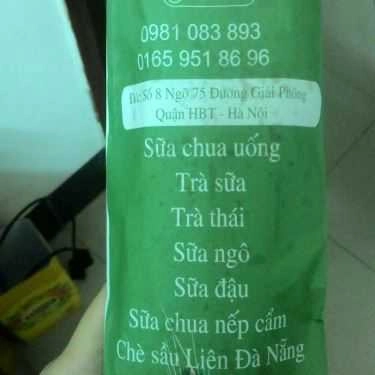 0981 083 893
0165 951 86 96
Đ/c: Số 8 Ngõ 75 Đường Giải Phóng
Quận HBT - Hà Nội
Sữa chua uống
Trà sữa
Trà thái
Sữa ngô
Sữa đậu
Sữa chua nếp cẩm
Chè sầu Liên Đà Nẵng